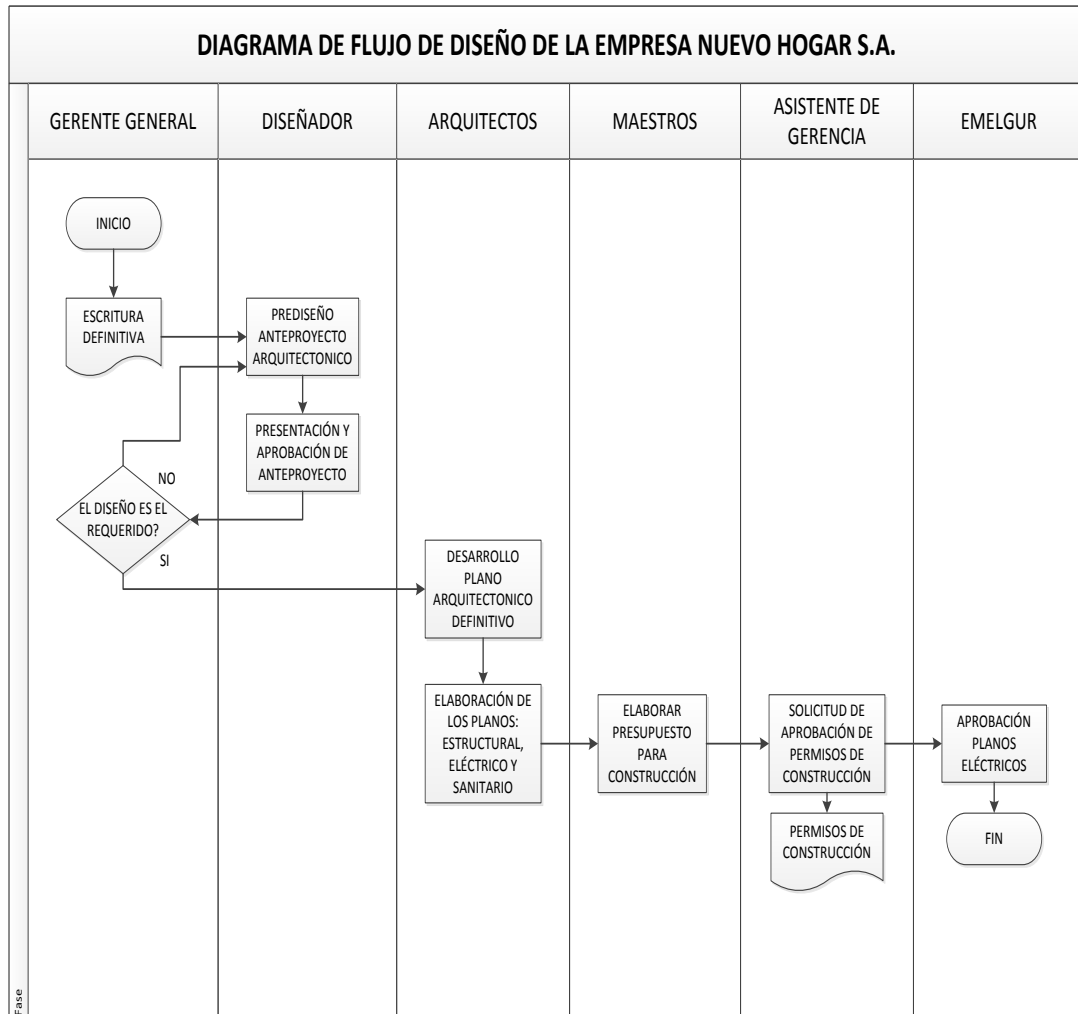 DIAGRAMA DE FLUJO DE DISEÑO DE LA EMPRESA NUEVO HOGAR S.A.
GERENTE GENERAL
DISEÑADOR
ARQUITECTOS
MAESTROS
ASISTENTE DE
GERENCIA
EMELGUR
INICIO
ESCRITURA
DEFINITIVA
PREDISEÑO
ANTEPROYECTO
ARQUITECTONICO
PRESENTACIÓN Y
APROBACIÓN DE
ANTEPROYECTO
NO
EL DISEÑO ES EL
REQUERIDO?
SI
DESARROLLO
PLANO
ARQUITECTONICO
DEFINITIVO
ELABORACIÓN DE
LOS PLANOS:
ESTRUCTURAL,
ELÉCTRICO Y
SANITARIO
ELABORAR
PRESUPUESTO
PARA
CONSTRUCCIÓN
SOLICITUD DE
APROBACIÓN DE
PERMISOS DE
CONSTRUCCIÓN
APROBACIÓN
PLANOS
ELÉCTRICOS
PERMISOS DE
CONSTRUCCIÓN
FIN
Fase